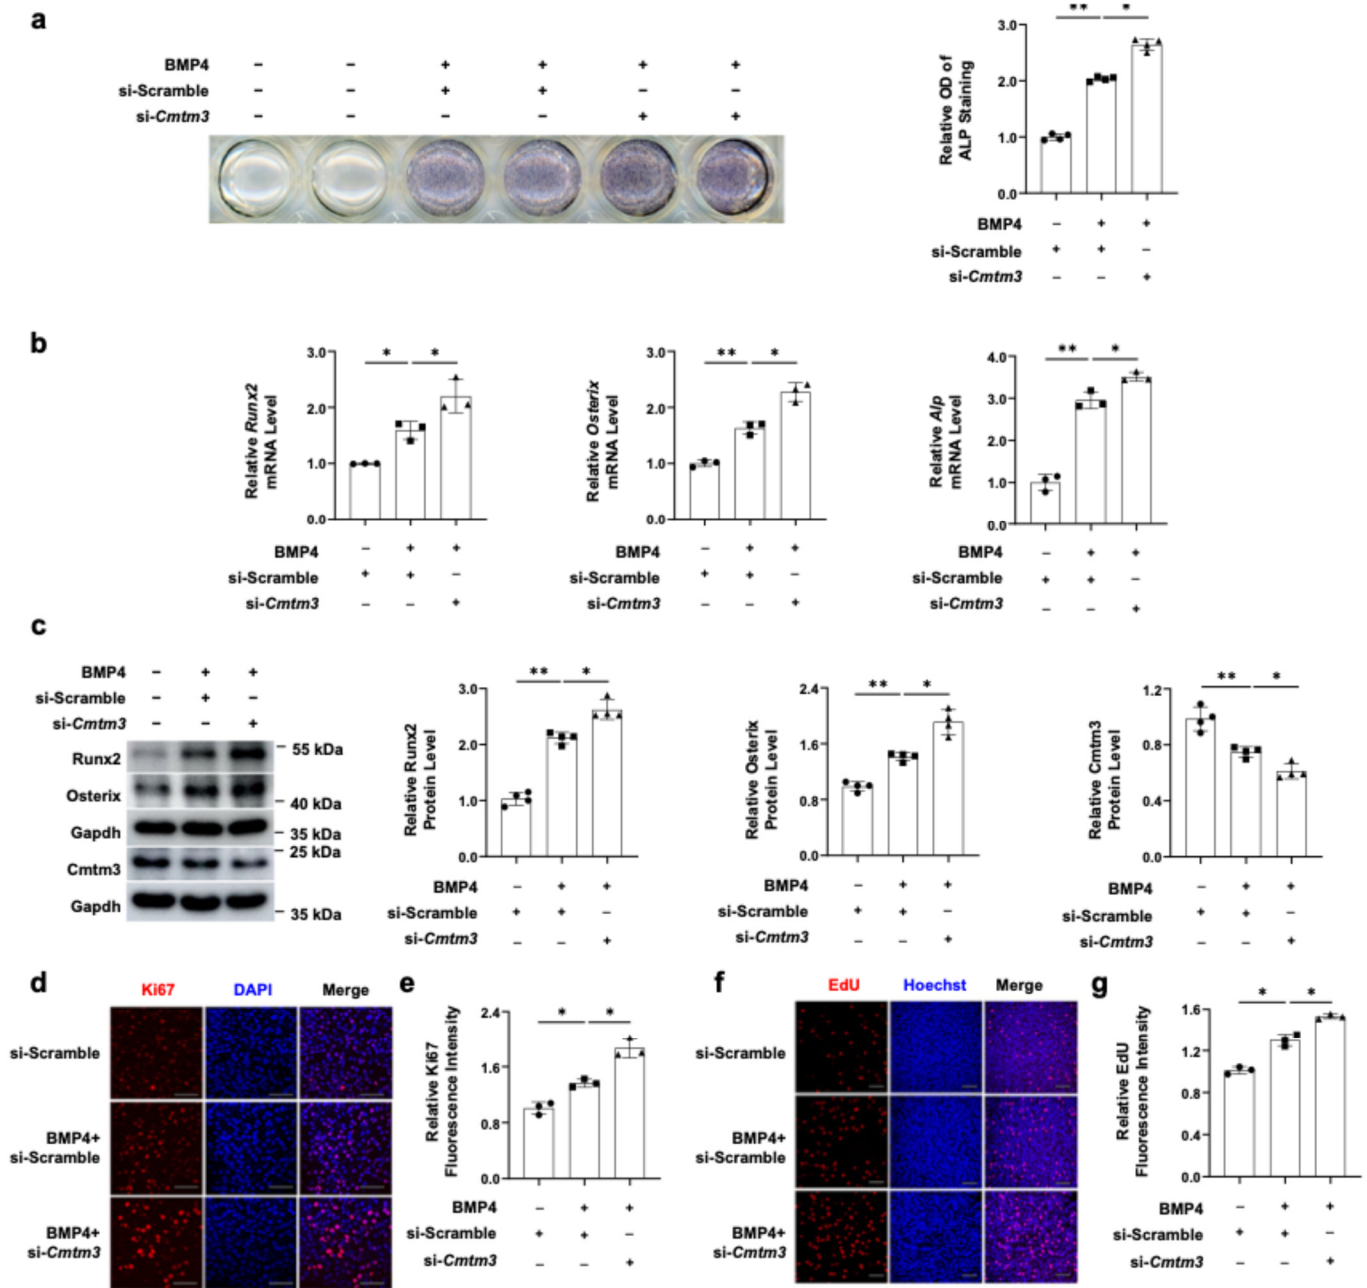 a
BMP4 – – + + + +
si-Scramble – – + + – –
si-Cmtm3 – – – – + +
** *
Relative OD of
ALP Staining
3.0
2.0
1.0
0.0
BMP4 – + +
si-Scramble + + –
si-Cmtm3 – – +
b
* *
Relative Runx2
mRNA Level
3.0
2.0
1.0
0.0
BMP4 – + +
si-Scramble + + –
si-Cmtm3 – – +
** *
Relative Osterix
mRNA Level
3.0
2.0
1.0
0.0
BMP4 – + +
si-Scramble + + –
si-Cmtm3 – – +
** *
Relative Alp
mRNA Level
4.0
3.0
2.0
1.0
0.0
BMP4 – + +
si-Scramble + + –
si-Cmtm3 – – +
c
BMP4 – + +
si-Scramble – + –
si-Cmtm3 – – +
Runx2 – 55 kDa
Osterix – 40 kDa
Gapdh – 35 kDa
– 25 kDa
Cmtm3
Gapdh – 35 kDa
** *
Relative Runx2
Protein Level
3.0
2.0
1.0
0.0
BMP4 – + +
si-Scramble + + –
si-Cmtm3 – – +
** *
Relative Osterix
Protein Level
2.4
1.6
0.8
0.0
BMP4 – + +
si-Scramble + + –
si-Cmtm3 – – +
** *
Relative Cmtm3
Protein Level
1.2
0.8
0.4
0.0
BMP4 – + +
si-Scramble + + –
si-Cmtm3 – – +
d
Ki67 DAPI Merge
si-Scramble
BMP4+
si-Scramble
BMP4+
si-Cmtm3
e
* *
Relative Ki67
Fluorescence Intensity
2.4
1.6
0.8
0.0
BMP4 – + +
si-Scramble + + –
si-Cmtm3 – – +
f
EdU Hoechst Merge
si-Scramble
BMP4+
si-Scramble
BMP4+
si-Cmtm3
g
* *
Relative EdU
Fluorescence Intensity
1.6
1.2
0.8
0.4
0.0
BMP4 – + +
si-Scramble + + –
si-Cmtm3 – – +